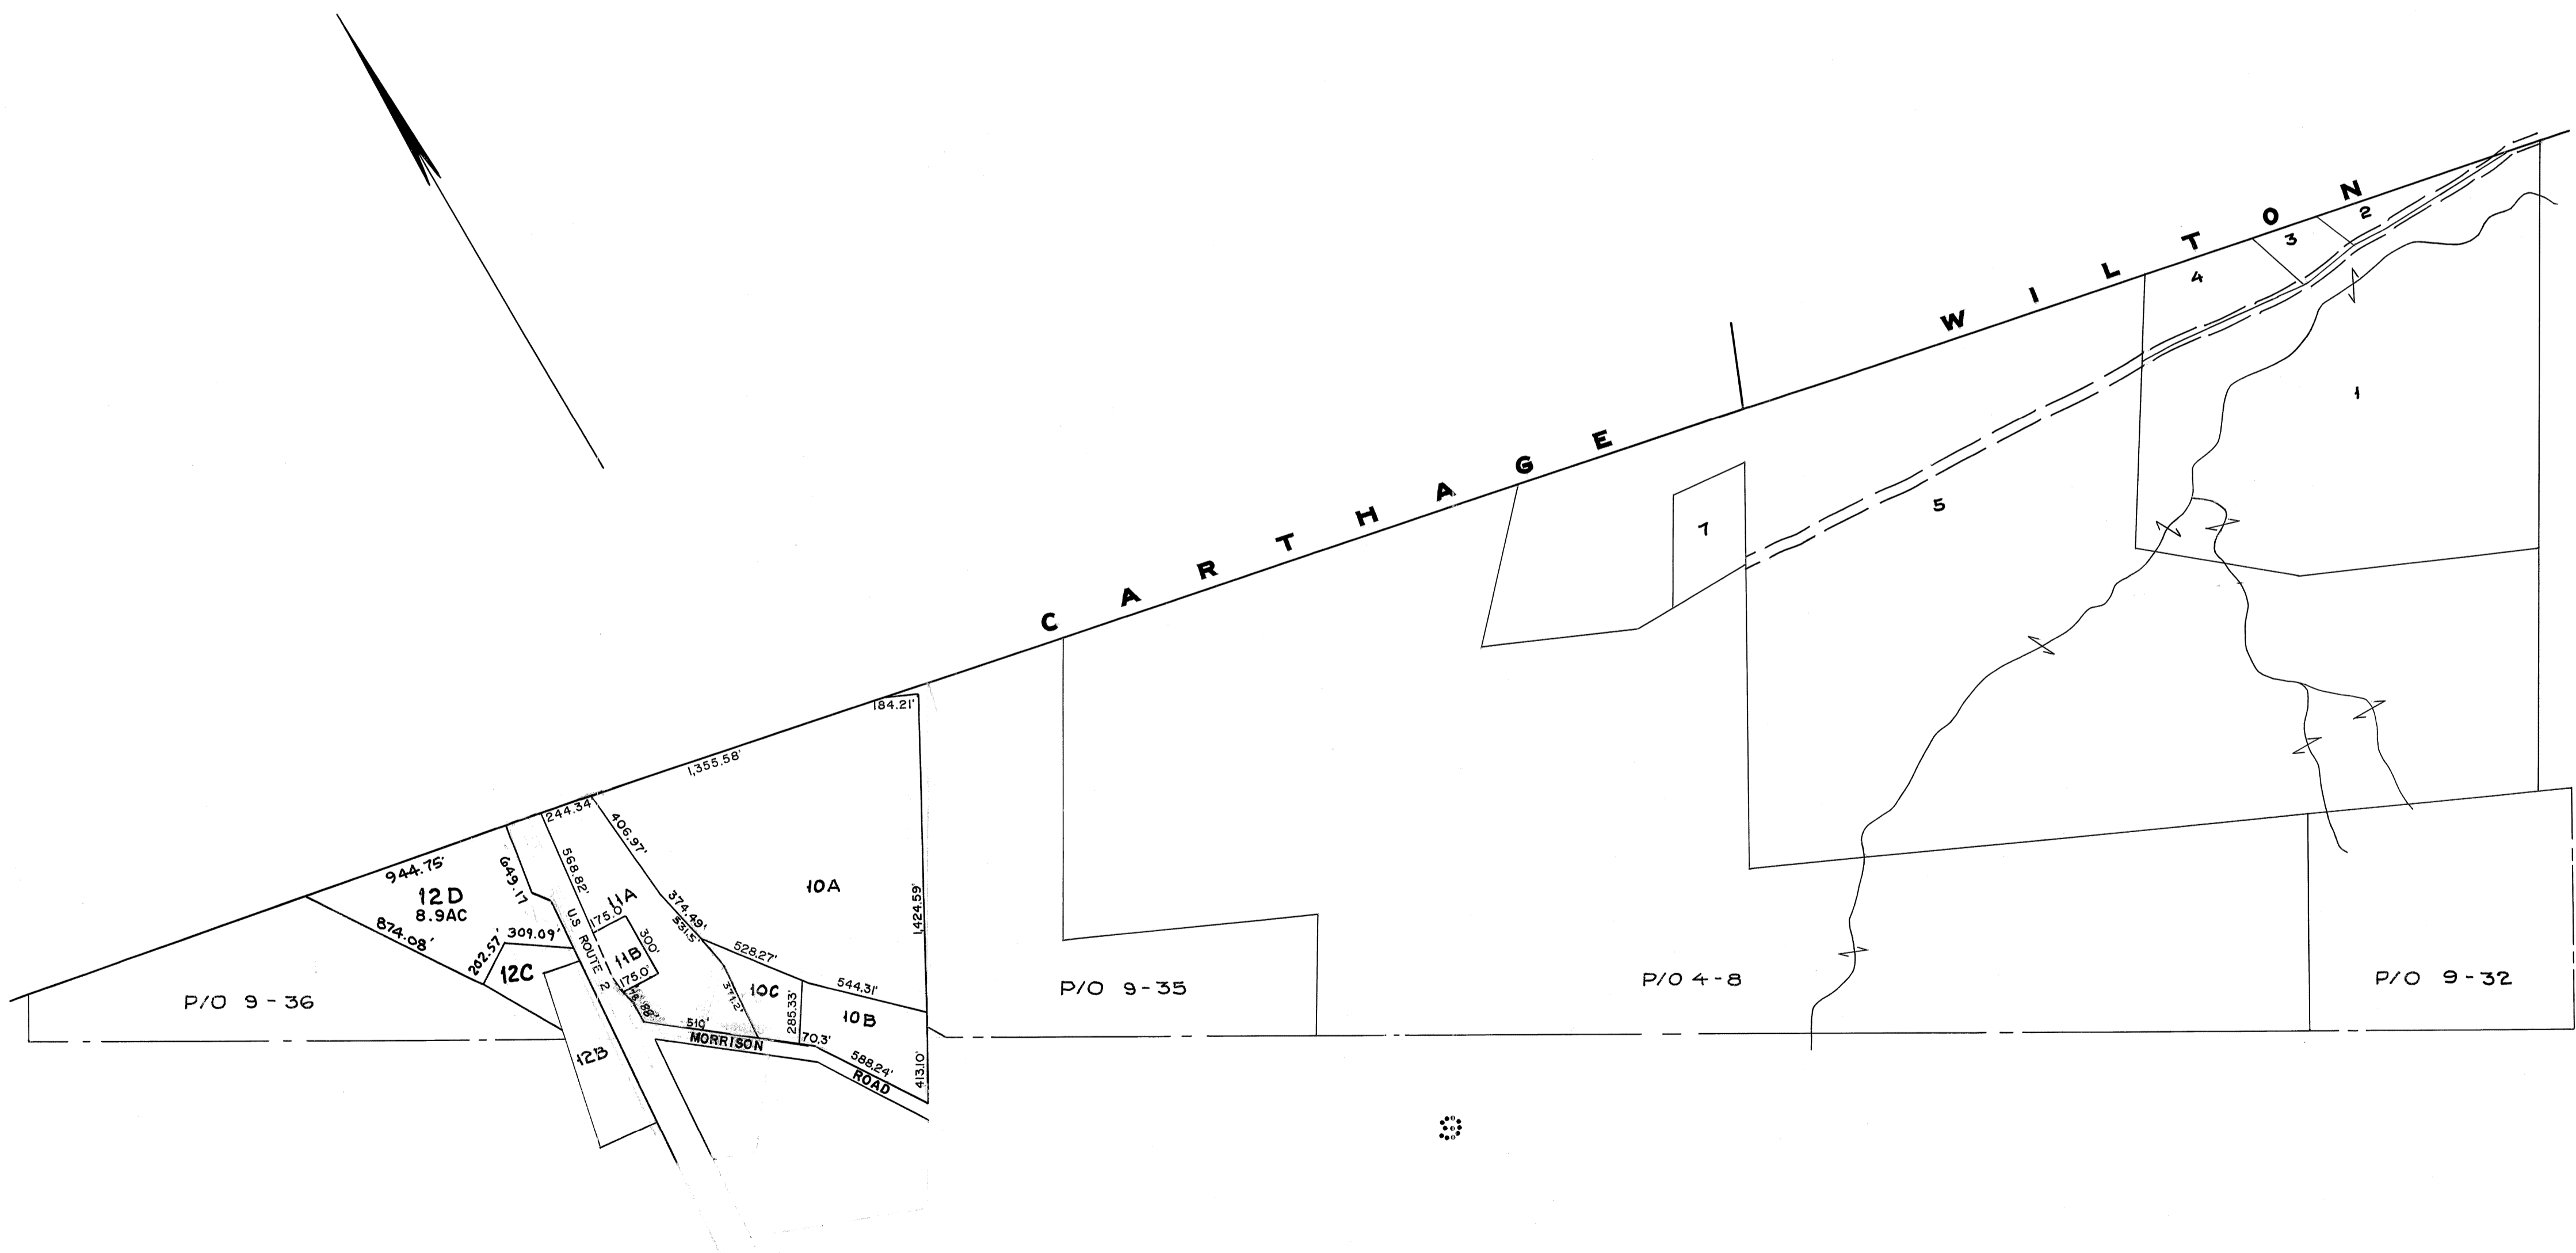 WILTON
CARTHAGE
2
3
4
1
5
7
184.21'
1,355.58'
244.34'
406.97'
568.82'
944.75'
649.17
12D
8.9AC
874.08'
202.57'
309.09'
12C
12B
U.S ROUTE 2
11A
175.0'
300'
11B
175.0'
374.49'
531.5'
10A
1,424.59'
528.27'
544.31'
371.2'
10C
285.33'
10B
510'
70.3'
MORRISON ROAD
588.24'
413.10'
P/O 9-36
P/O 9-35
P/O 4-8
P/O 9-32